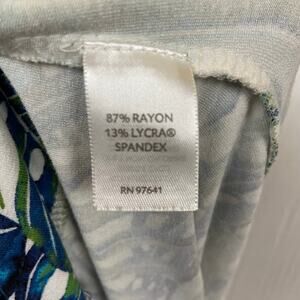 87% RAYON
13% LYCRA®
SPANDEX
RN 97641